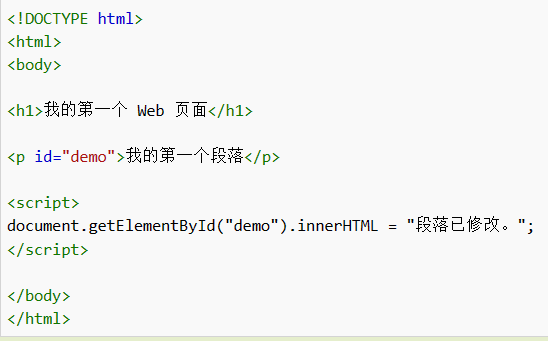 <!DOCTYPE html>
<html>
<body>
<h1>我的第一个 Web 页面</h1>
<p id="demo">我的第一个段落</p>
<script>
document.getElementById("demo").innerHTML = "段落已修改。";
</script>
</body>
</html>